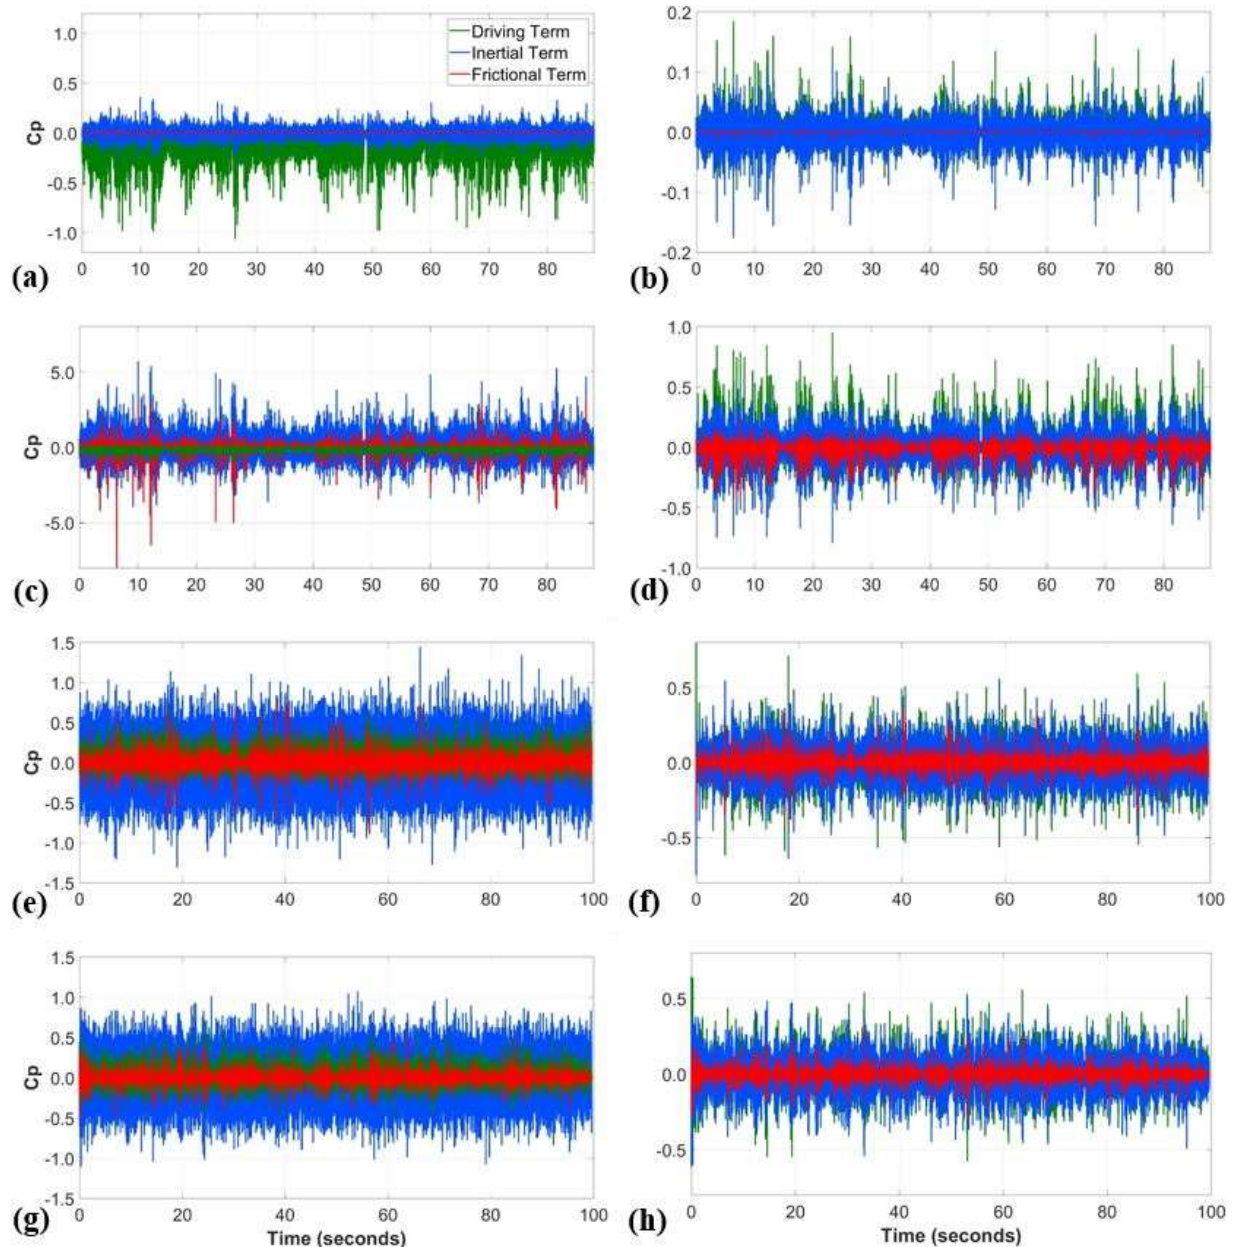 1.0
0.5
0.0
-0.5
-1.0
Cp
Driving Term
Inertial Term
Frictional Term
0 10 20 30 40 50 60 70 80
(a)
0.2
0.1
0.0
-0.1
-0.2
0 10 20 30 40 50 60 70 80
(b)
5.0
0.0
-5.0
Cp
0 10 20 30 40 50 60 70 80
(c)
1.0
0.5
0.0
-0.5
-1.0
0 10 20 30 40 50 60 70 80
(d)
1.5
1.0
0.5
0.0
-0.5
-1.0
-1.5
Cp
0 20 40 60 80 100
(e)
0.5
0.0
-0.5
0 20 40 60 80 100
(f)
1.5
1.0
0.5
0.0
-0.5
-1.0
-1.5
Cp
0 20 40 60 80 100
(g)
Time (seconds)
0.5
0.0
-0.5
0 20 40 60 80 100
(h)
Time (seconds)